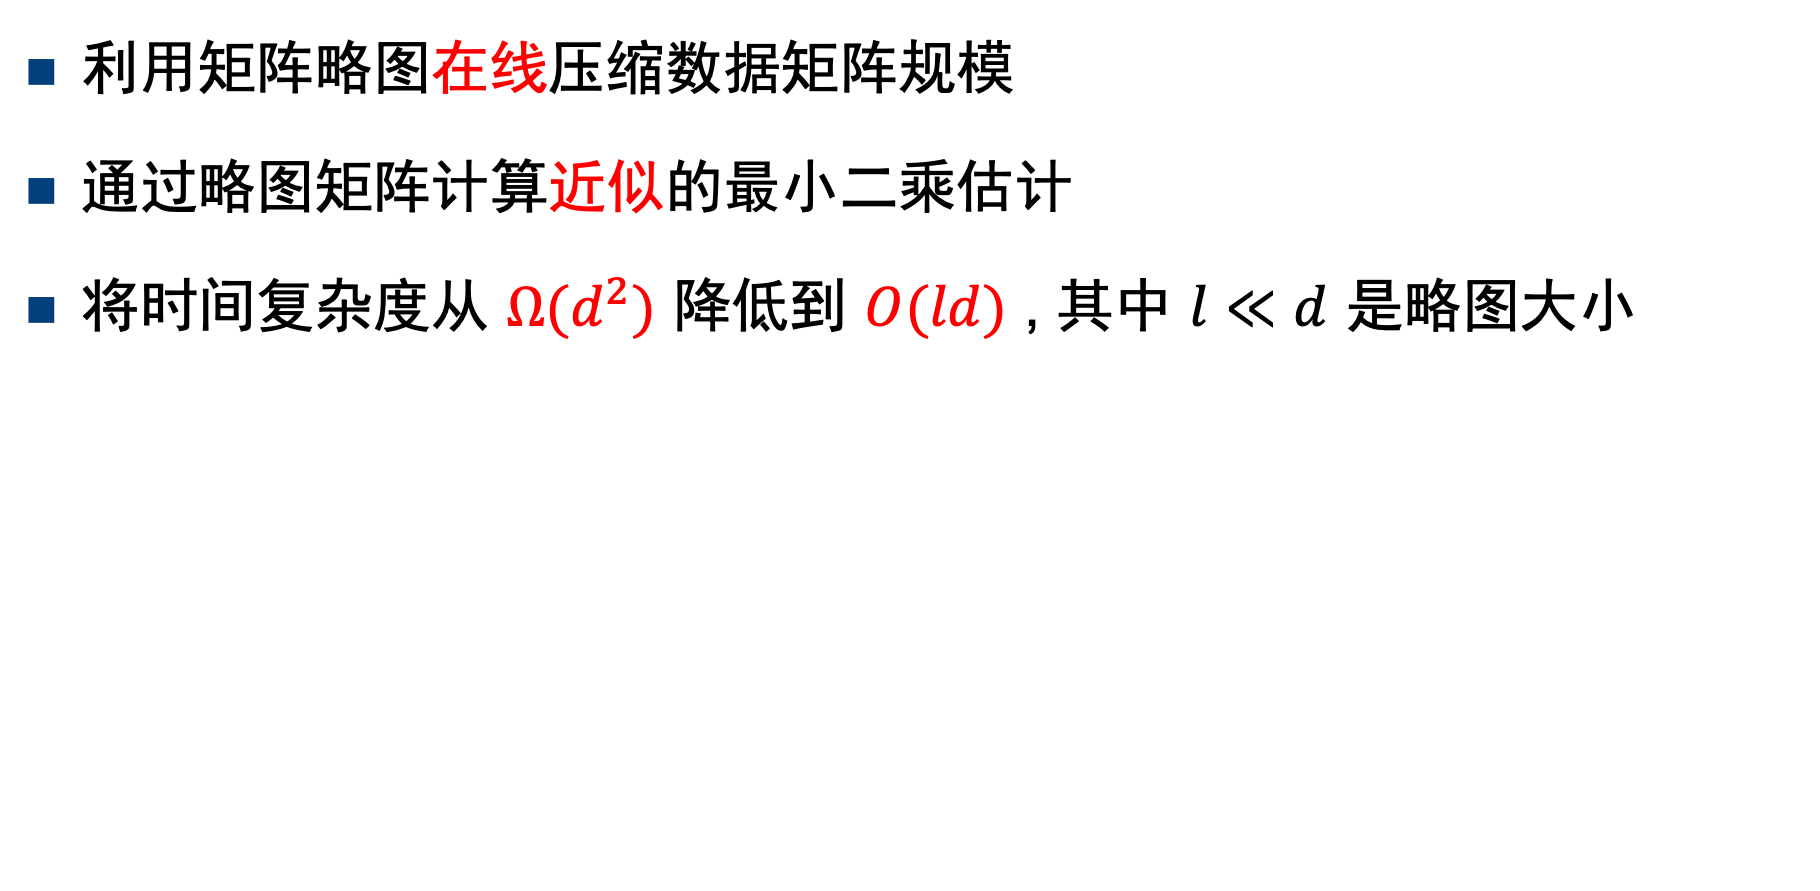 ■ 利用矩阵略图在线压缩数据矩阵规模
■ 通过略图矩阵计算近似的最小二乘估计
■ 将时间复杂度从 Ω(d²) 降低到 O(ld) , 其中 l ≪ d 是略图大小